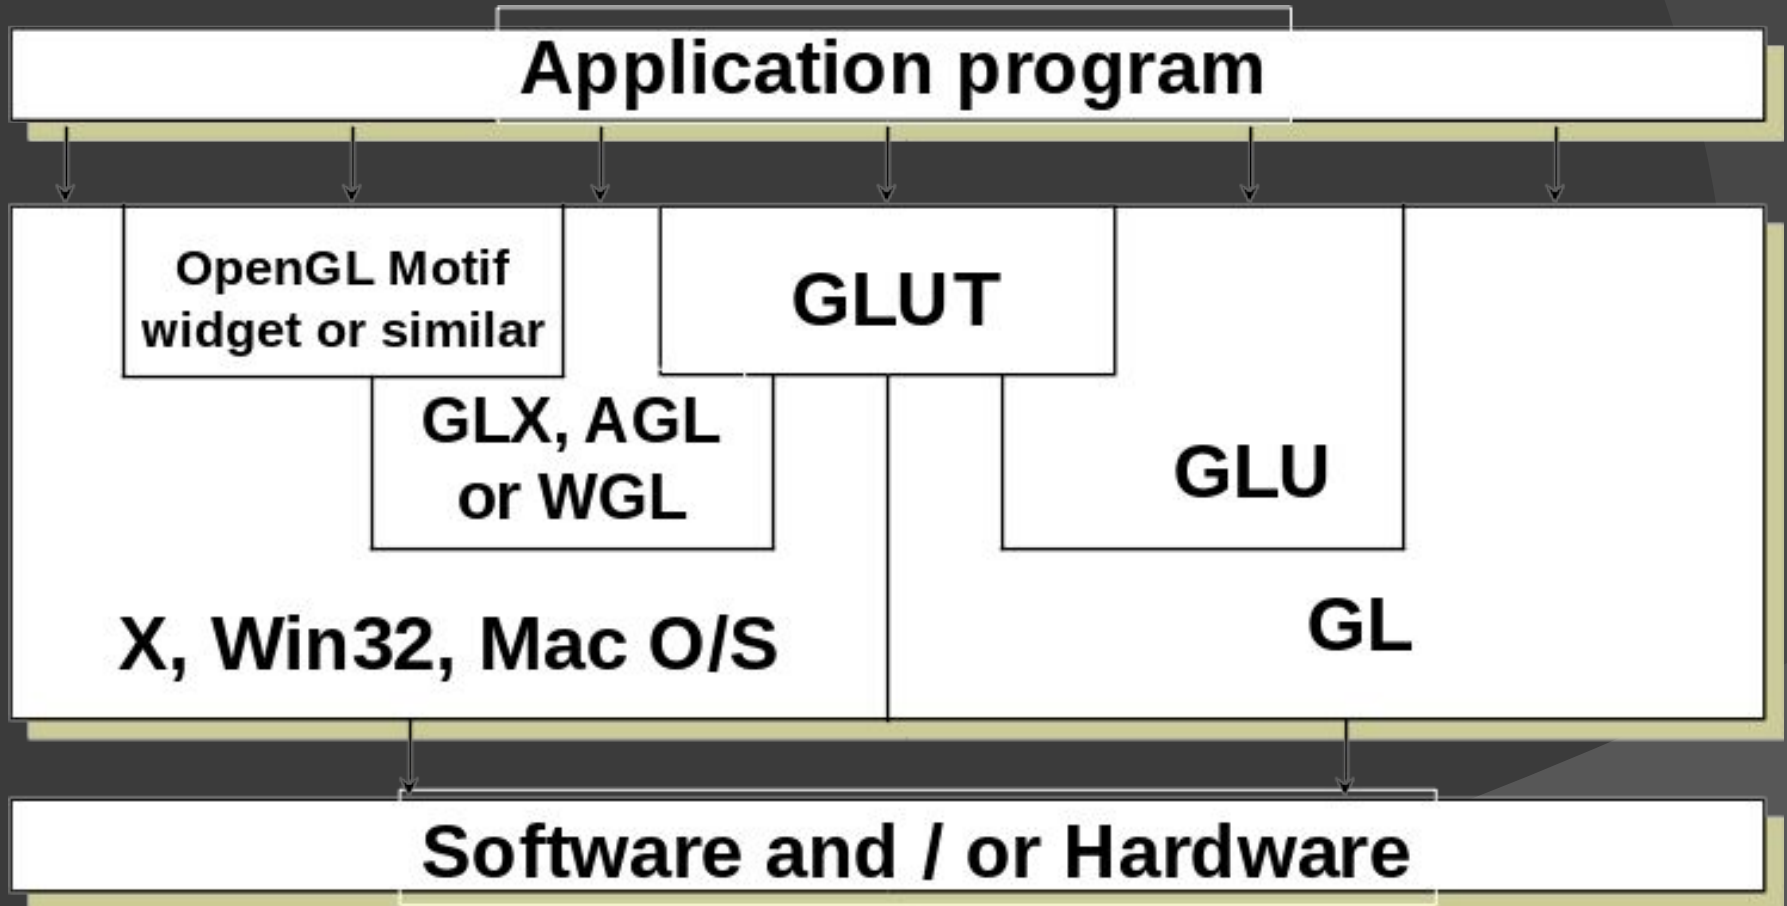 Application program
OpenGL Motif
widget or similar
GLUT
GLX, AGL
or WGL
GLU
X, Win32, Mac O/S
GL
Software and / or Hardware